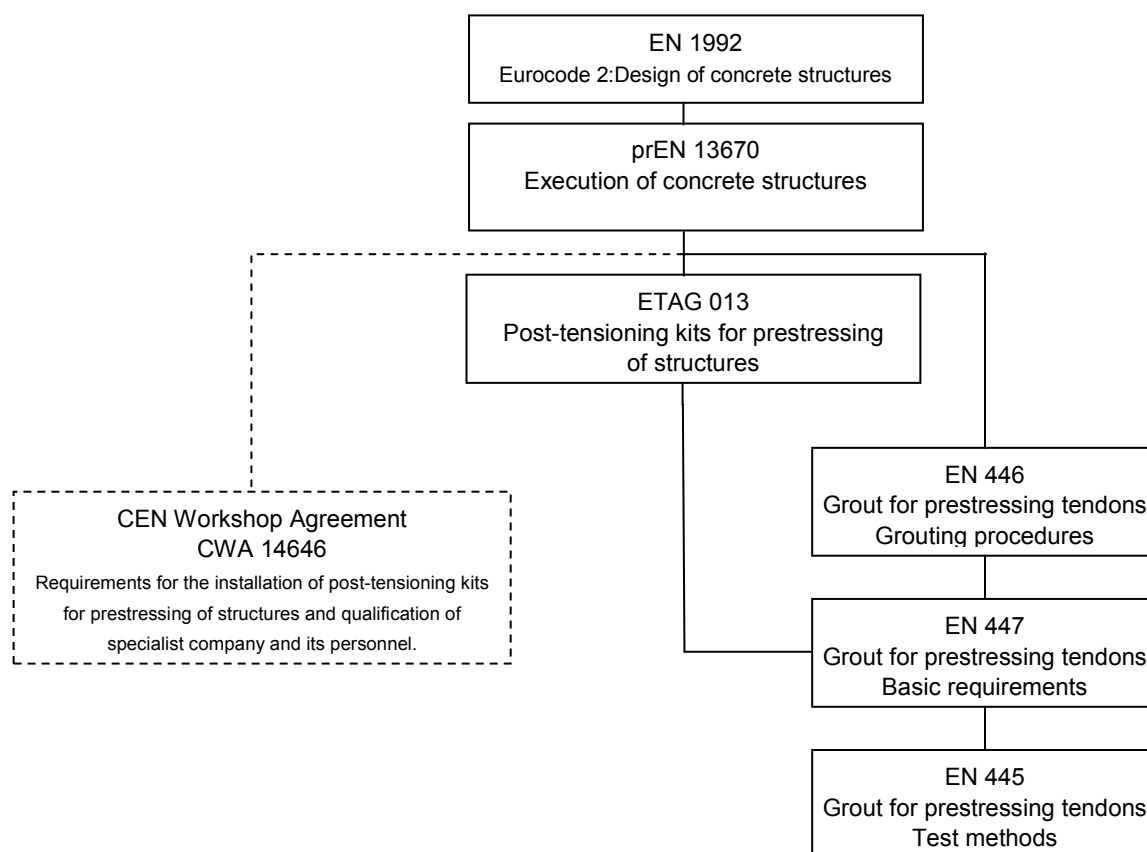 EN 1992
Eurocode 2:Design of concrete structures
prEN 13670
Execution of concrete structures
ETAG 013
Post-tensioning kits for prestressing
of structures
EN 446
Grout for prestressing tendons
Grouting procedures
CEN Workshop Agreement
CWA 14646
Requirements for the installation of post-tensioning kits
for prestressing of structures and qualification of
specialist company and its personnel.
EN 447
Grout for prestressing tendons
Basic requirements
EN 445
Grout for prestressing tendons
Test methods